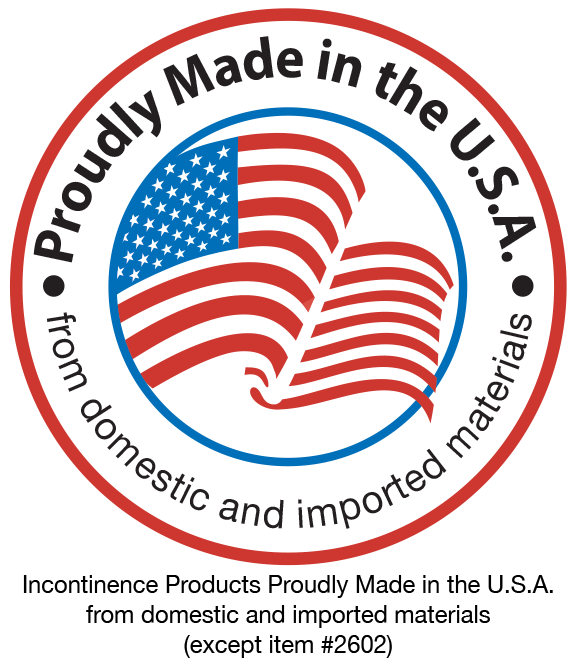 Proudly Made in the U.S.A.
from domestic and imported materials
Incontinence Products Proudly Made in the U.S.A.
from domestic and imported materials
(except item #2602)